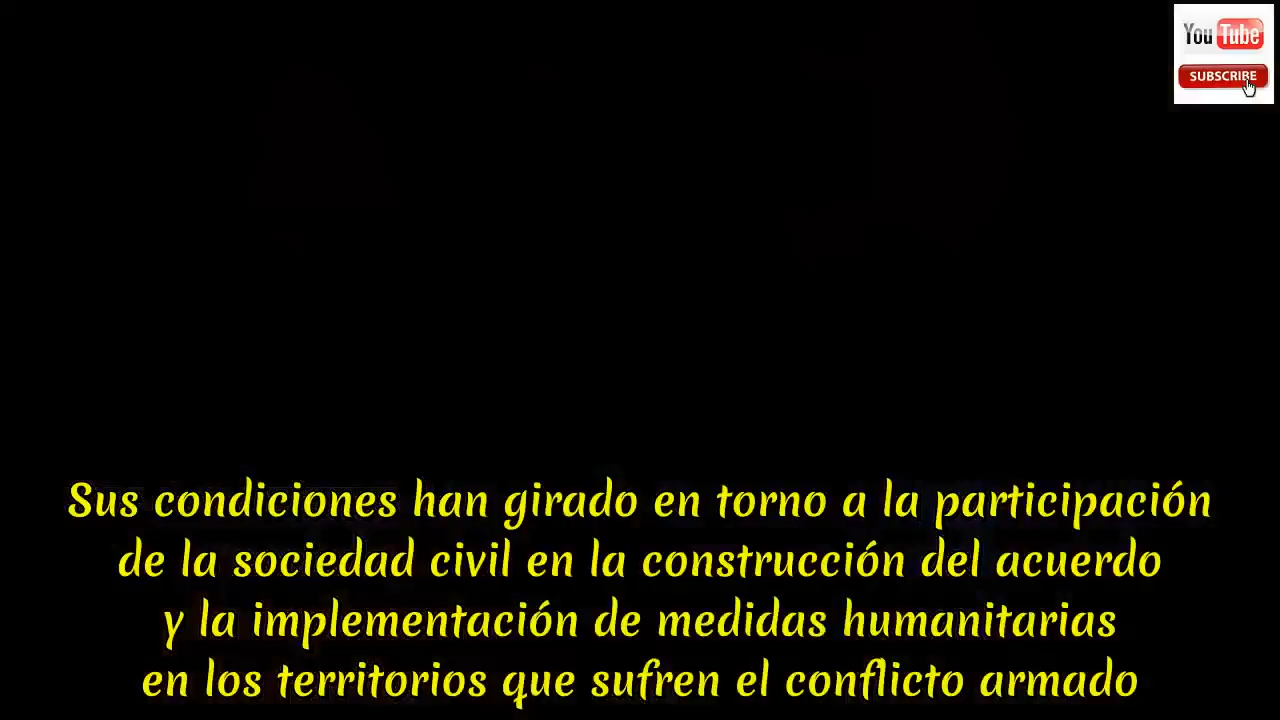 You Tube
SUBSCRIBE
Sus condiciones han girado en torno a la participación
de la sociedad civil en la construcción del acuerdo
y la implementación de medidas humanitarias
en los territorios que sufren el conflicto armado